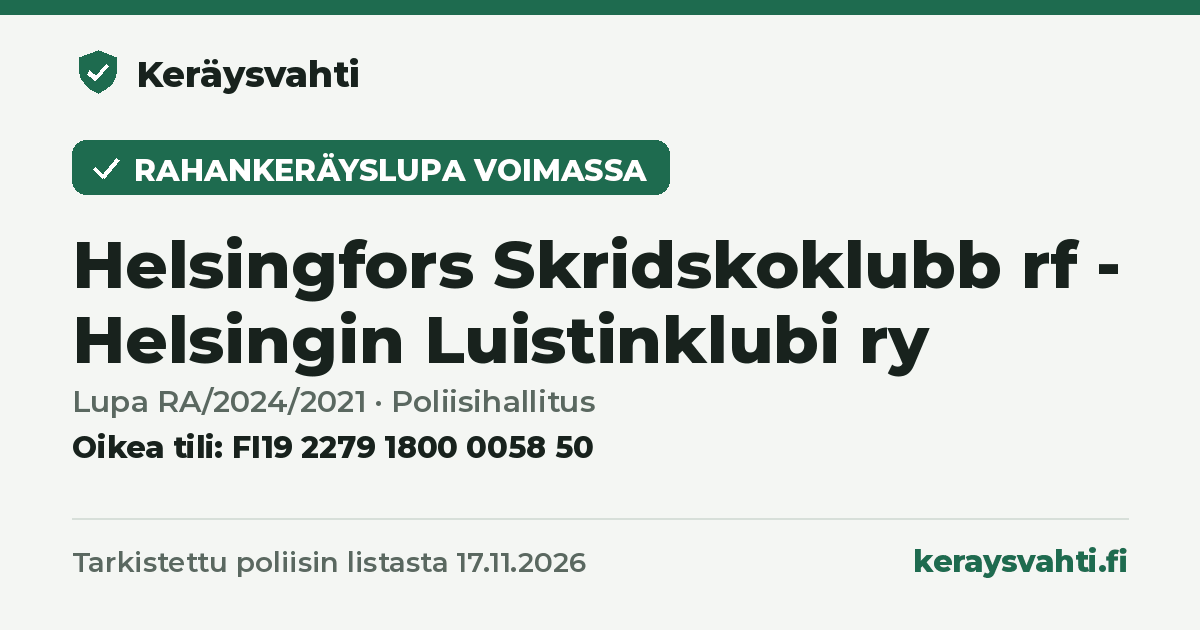 Keräysvahti
RAHANKERÄYSLUPA VOIMASSA
Helsingfors Skridskoklubb rf -
Helsingin Luistinklubi ry
Lupa RA/2024/2021 · Poliisihallitus
Oikea tili: FI19 2279 1800 0058 50
Tarkistettu poliisin listasta 17.11.2026
keraysvahti.fi